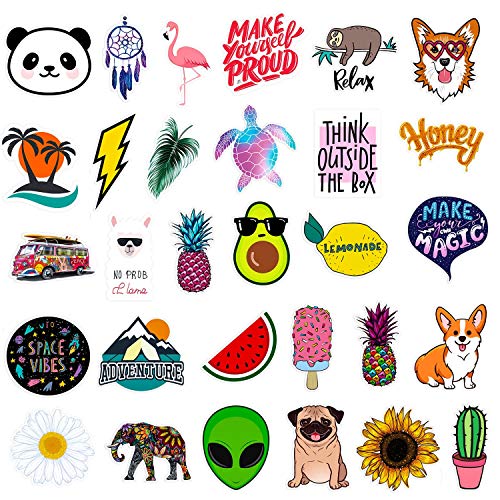 MAKE
Yourself
PROUD
Relax
THINK
OUTSIDE
THE BOX
Honey
NO PROB
Llama
LEMONADE
MAKE
your
MAGIC
INTO
SPACE
VIBES
ADVENTURE